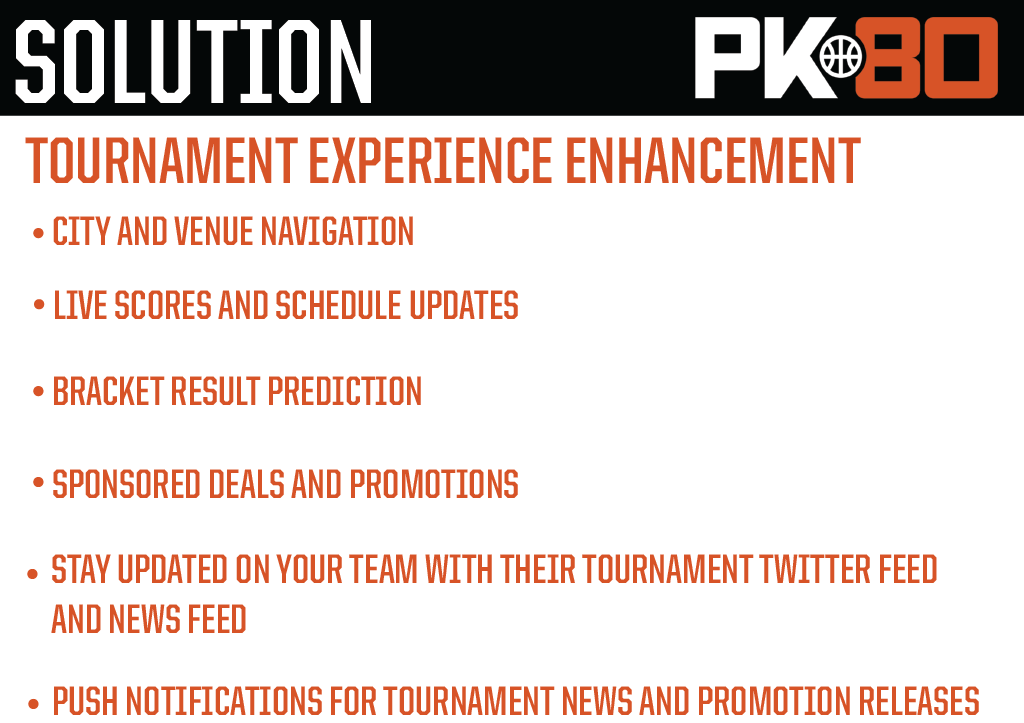 SOLUTION
PK80
TOURNAMENT EXPERIENCE ENHANCEMENT
• CITY AND VENUE NAVIGATION
• LIVE SCORES AND SCHEDULE UPDATES
• BRACKET RESULT PREDICTION
• SPONSORED DEALS AND PROMOTIONS
• STAY UPDATED ON YOUR TEAM WITH THEIR TOURNAMENT TWITTER FEED
AND NEWS FEED
• PUSH NOTIFICATIONS FOR TOURNAMENT NEWS AND PROMOTION RELEASES